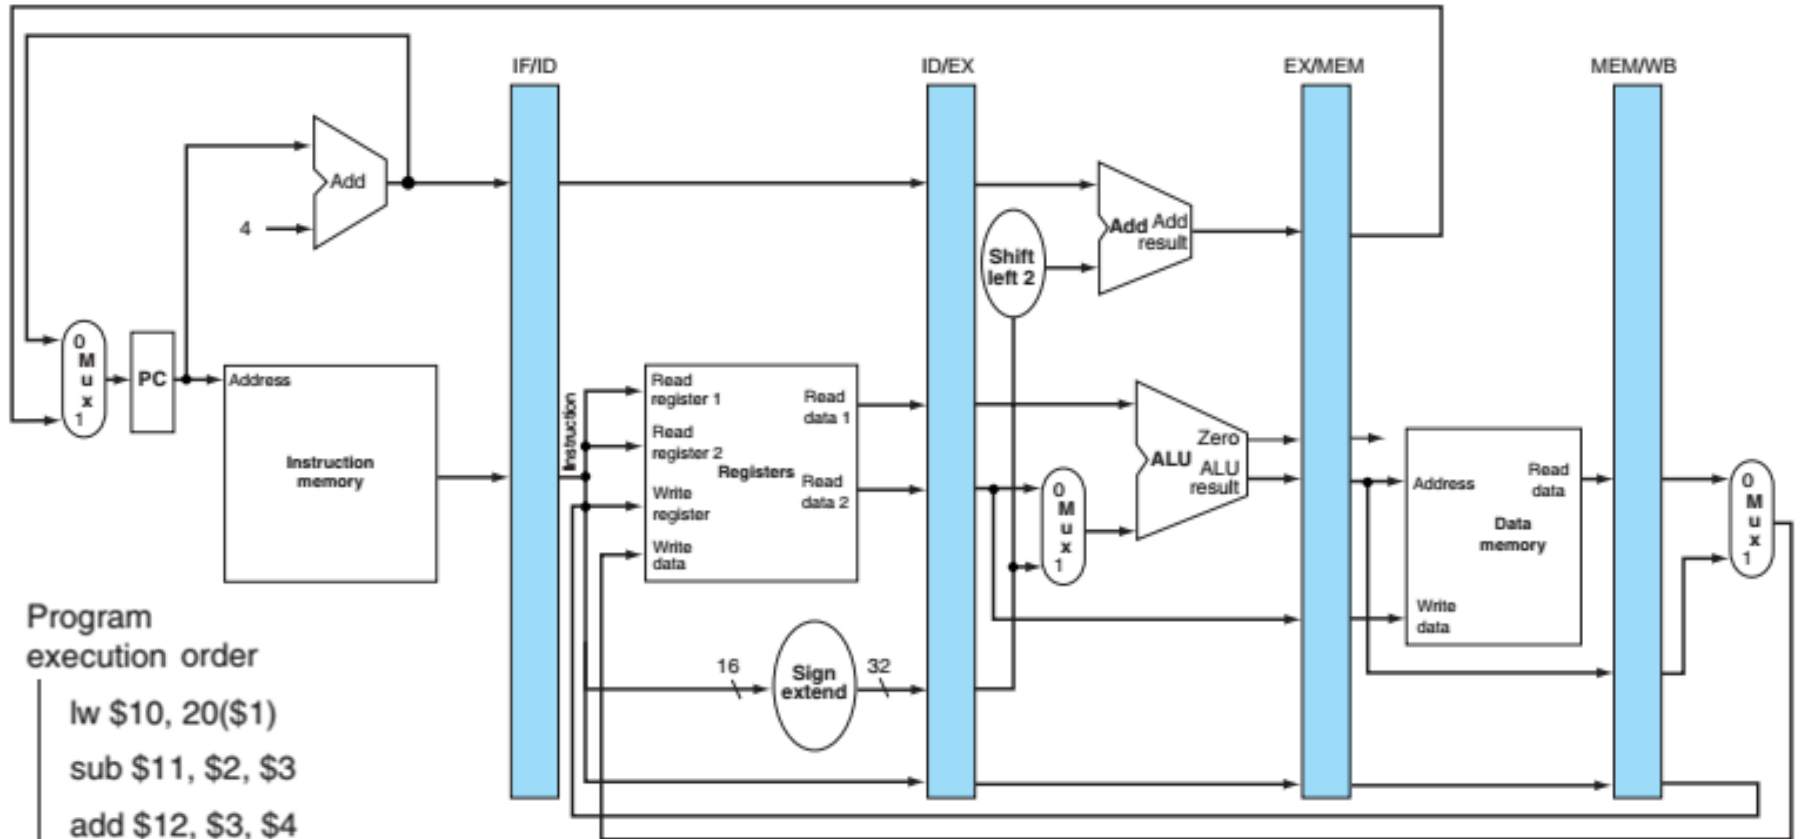 IF/ID
ID/EX
EX/MEM
MEM/WB
Add
4
Shift
left 2
Add
Add
result
0
M
u
x
1
PC
Address
Instruction
memory
Instruction
Read
register 1
Read
register 2
Write
register
Write
data
Registers
Read
data 1
Read
data 2
16
Sign
extend
32
0
M
u
x
1
ALU
Zero
ALU
result
Address
Write
data
Data
memory
Read
data
0
M
u
x
1
Program
execution order
lw $10, 20($1)
sub $11, $2, $3
add $12, $3, $4